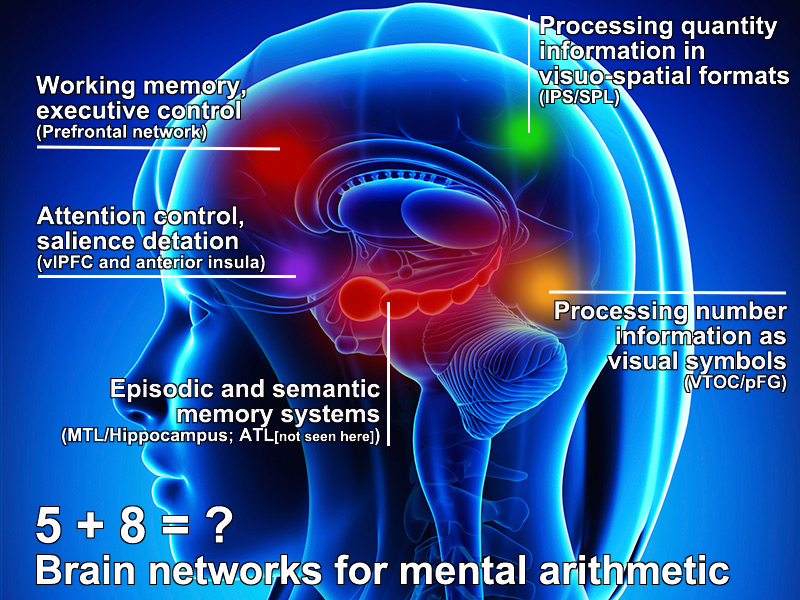 Processing quantity
information in
visuo-spatial formats
(IPS/SPL)
Working memory,
executive control
(Prefrontal network)
Attention control,
salience detation
(vlPFC and anterior insula)
Processing number
information as
visual symbols
(VTOC/pFG)
Episodic and semantic
memory systems
(MTL/Hippocampus; ATL[not seen here])
5 + 8 = ?
Brain networks for mental arithmetic